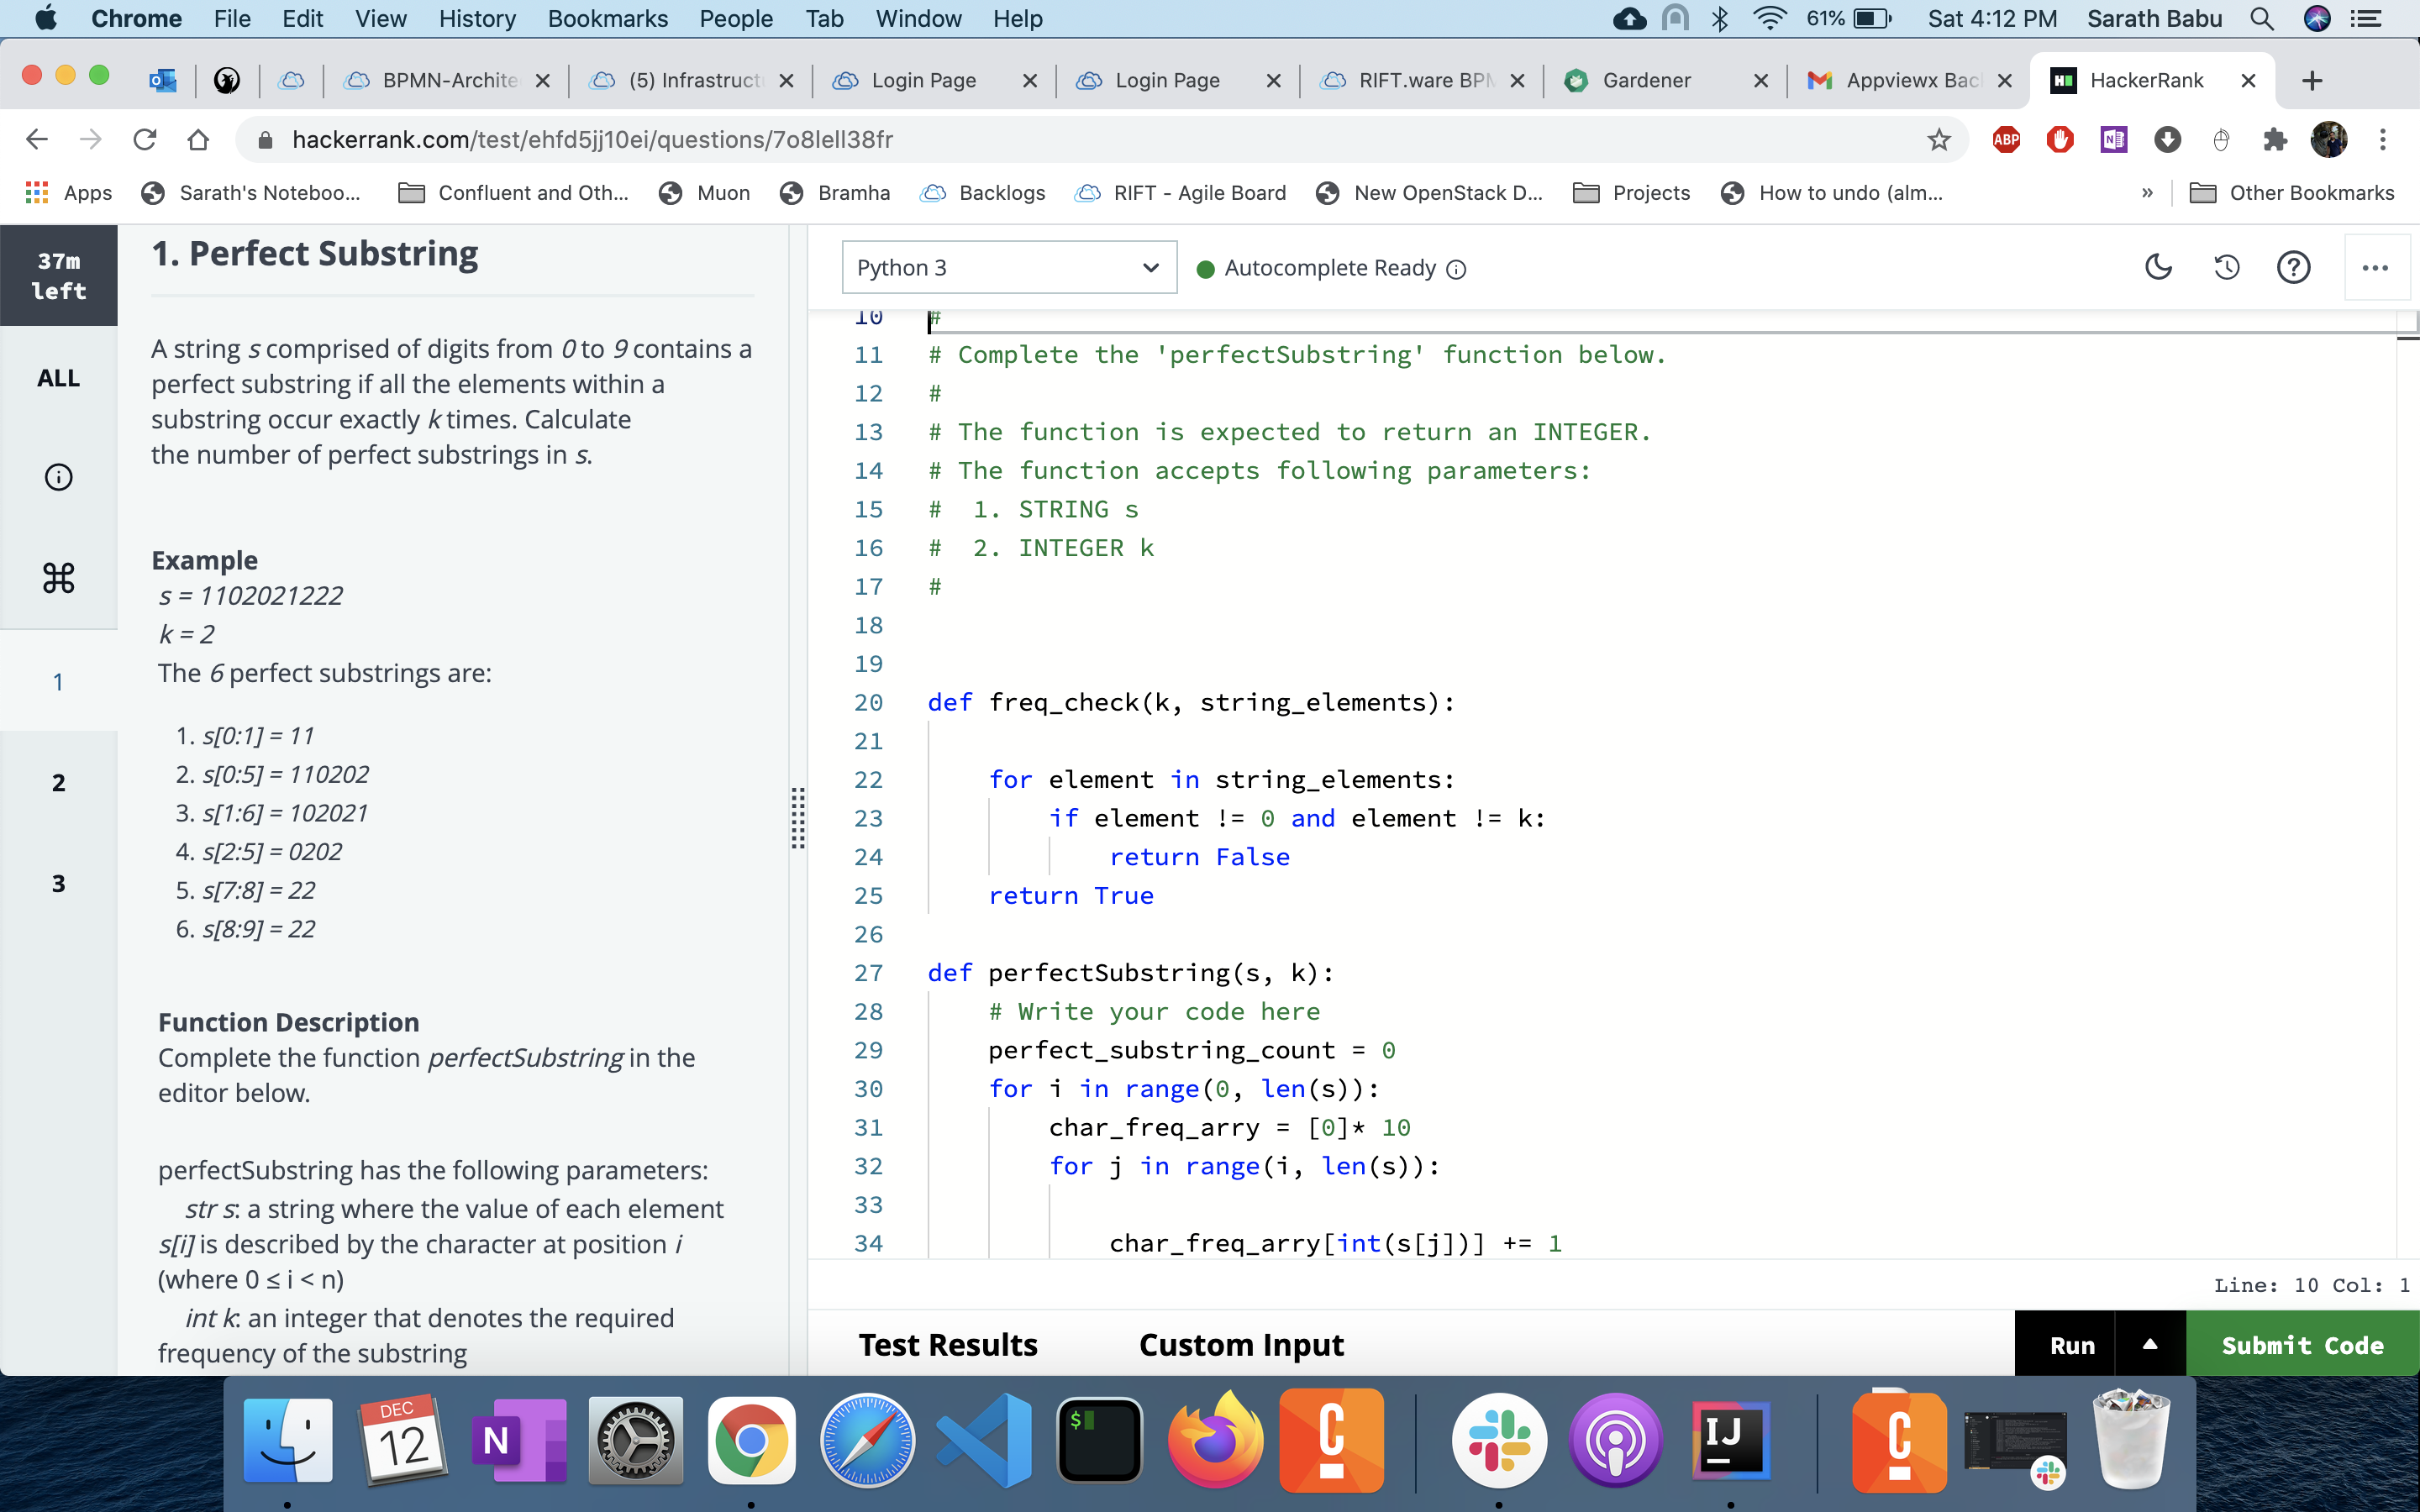 Chrome File Edit View History Bookmarks People Tab Window Help 61% Sat 4:12 PM Sarath Babu
BPMN-Archite (5) Infrastruct Login Page Login Page RIFT.ware BPM Gardener Appviewx Bac HackerRank
hackerrank.com/test/ehfd5jj10ei/questions/7o8lell38fr ABP
Apps Sarath's Noteboo... Confluent and Oth... Muon Bramha Backlogs RIFT - Agile Board New OpenStack D... Projects How to undo (alm... » Other Bookmarks
37m
left
ALL
1
2
3
1. Perfect Substring
A string s comprised of digits from 0 to 9 contains a
perfect substring if all the elements within a
substring occur exactly k times. Calculate
the number of perfect substrings in s.
Example
s = 1102021222
k = 2
The 6 perfect substrings are:
1. s[0:1] = 11
2. s[0:5] = 110202
3. s[1:6] = 102021
4. s[2:5] = 0202
5. s[7:8] = 22
6. s[8:9] = 22
Function Description
Complete the function perfectSubstring in the
editor below.
perfectSubstring has the following parameters:
str s: a string where the value of each element
s[i] is described by the character at position i
(where 0 ≤ i < n)
int k: an integer that denotes the required
frequency of the substring
Python 3 Autocomplete Ready
10 #
11 # Complete the 'perfectSubstring' function below.
12 #
13 # The function is expected to return an INTEGER.
14 # The function accepts following parameters:
15 #  1. STRING s
16 #  2. INTEGER k
17 #
18
19
20 def freq_check(k, string_elements):
21
22     for element in string_elements:
23         if element != 0 and element != k:
24             return False
25     return True
26
27 def perfectSubstring(s, k):
28     # Write your code here
29     perfect_substring_count = 0
30     for i in range(0, len(s)):
31         char_freq_arry = [0]* 10
32         for j in range(i, len(s)):
33
34             char_freq_arry[int(s[j])] += 1
Line: 10 Col: 1
Test Results Custom Input Run Submit Code
DEC
12
N
$
C
IJ
C